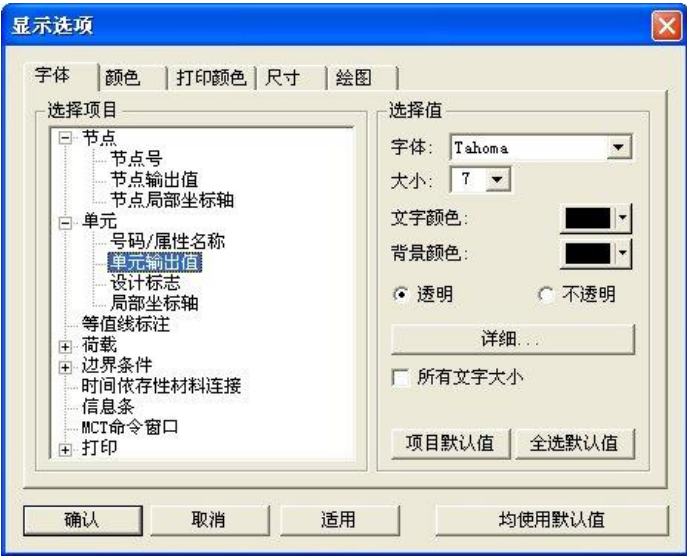 显示选项
字体 颜色 打印颜色 尺寸 绘图
选择项目
节点
节点号
节点输出值
节点局部坐标轴
单元
号码/属性名称
单元输出值
设计标志
局部坐标轴
等值线标注
荷载
边界条件
时间依存性材料连接
信息条
MCT命令窗口
打印
选择值
字体: Tahoma
大小: 7
文字颜色:
背景颜色:
透明 不透明
详细...
所有文字大小
项目默认值 全选默认值
确认 取消 适用 均使用默认值